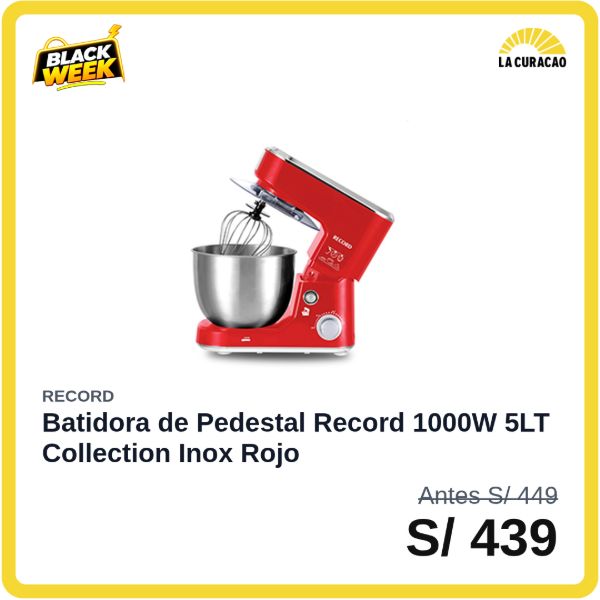 BLACK
WEEK
LA CURACAO
RECORD
RECORD
Batidora de Pedestal Record 1000W 5LT
Collection Inox Rojo
Antes S/ 449
S/ 439